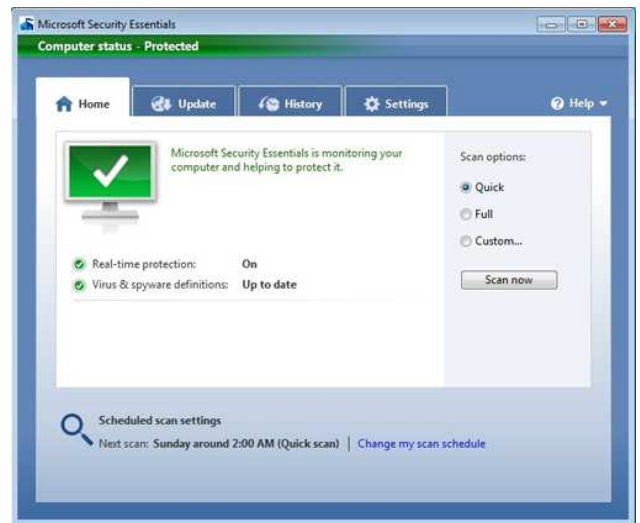 Microsoft Security Essentials
Computer status - Protected
Home
Update
History
Settings
Help
Microsoft Security Essentials is monitoring your
computer and helping to protect it.
Real-time protection: On
Virus & spyware definitions: Up to date
Scan options:
Quick
Full
Custom...
Scan now
Scheduled scan settings
Next scan: Sunday around 2:00 AM (Quick scan) | Change my scan schedule